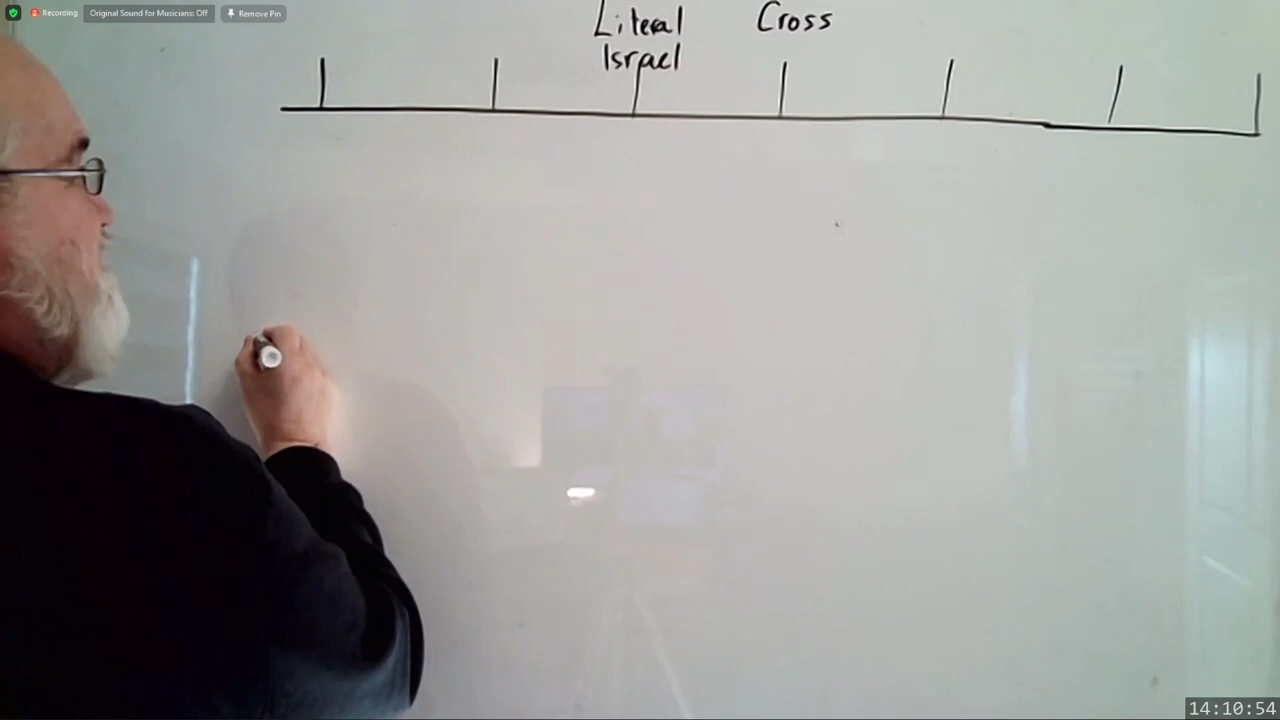 Recording Original Sound for Musicians: Off Remove Pin
Literal Cross
Israel
14:10:54